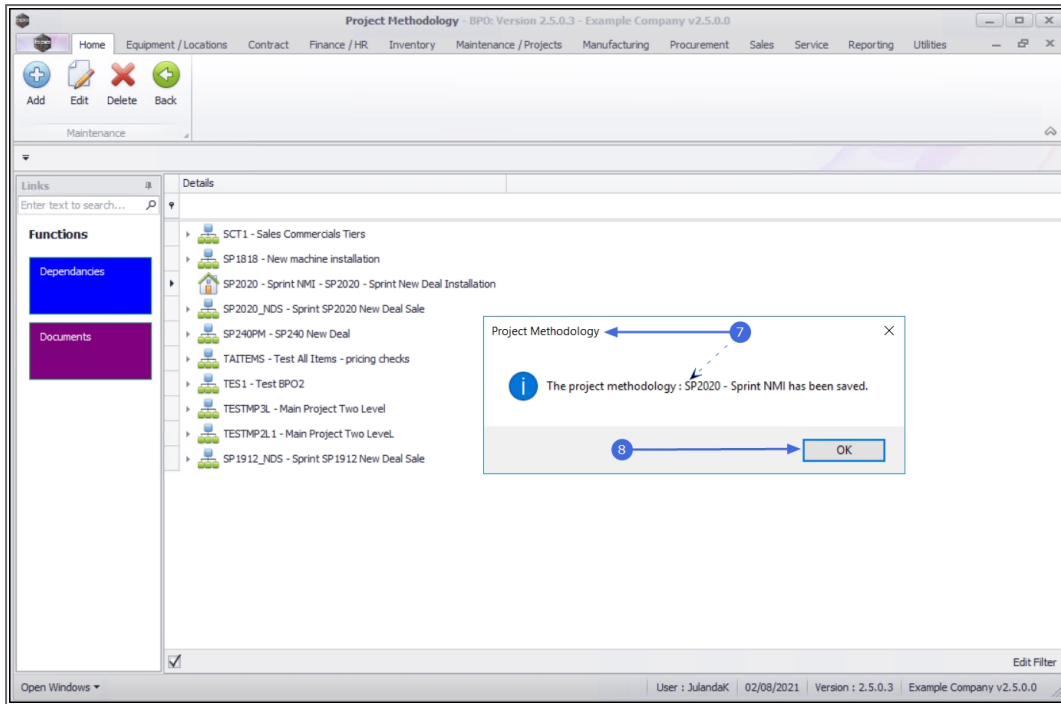 Project Methodology - BPO: Version 2.5.0.3 - Example Company v2.5.0.0
Home Equipment / Locations Contract Finance / HR Inventory Maintenance / Projects Manufacturing Procurement Sales Service Reporting Utilities
Add Edit Delete Back
Maintenance
Links
Enter text to search...
Functions
Dependancies
Documents
Details
SCT1 - Sales Commercials Tiers
SP1818 - New machine installation
SP2020 - Sprint NMI - SP2020 - Sprint New Deal Installation
SP2020_NDS - Sprint SP2020 New Deal Sale
SP240PM - SP240 New Deal
TAITEMS - Test All Items - pricing checks
TES1 - Test BPO2
TESTMP3L - Main Project Two Level
TESTMP2L1 - Main Project Two LeveL
SP1912_NDS - Sprint SP1912 New Deal Sale
Project Methodology
7
The project methodology : SP2020 - Sprint NMI has been saved.
8
OK
Edit Filter
Open Windows
User : JulandaK 02/08/2021 Version : 2.5.0.3 Example Company v2.5.0.0